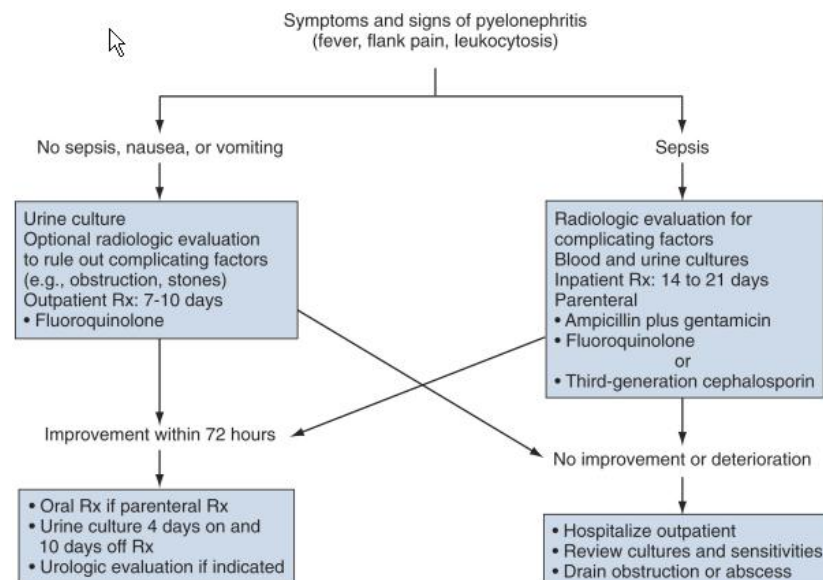 Symptoms and signs of pyelonephritis
(fever, flank pain, leukocytosis)
No sepsis, nausea, or vomiting
Sepsis
Urine culture
Optional radiologic evaluation
to rule out complicating factors
(e.g., obstruction, stones)
Outpatient Rx: 7-10 days
• Fluoroquinolone
Radiologic evaluation for
complicating factors
Blood and urine cultures
Inpatient Rx: 14 to 21 days
Parenteral
• Ampicillin plus gentamicin
• Fluoroquinolone
or
• Third-generation cephalosporin
Improvement within 72 hours
No improvement or deterioration
• Oral Rx if parenteral Rx
• Urine culture 4 days on and
10 days off Rx
• Urologic evaluation if indicated
• Hospitalize outpatient
• Review cultures and sensitivities
• Drain obstruction or abscess